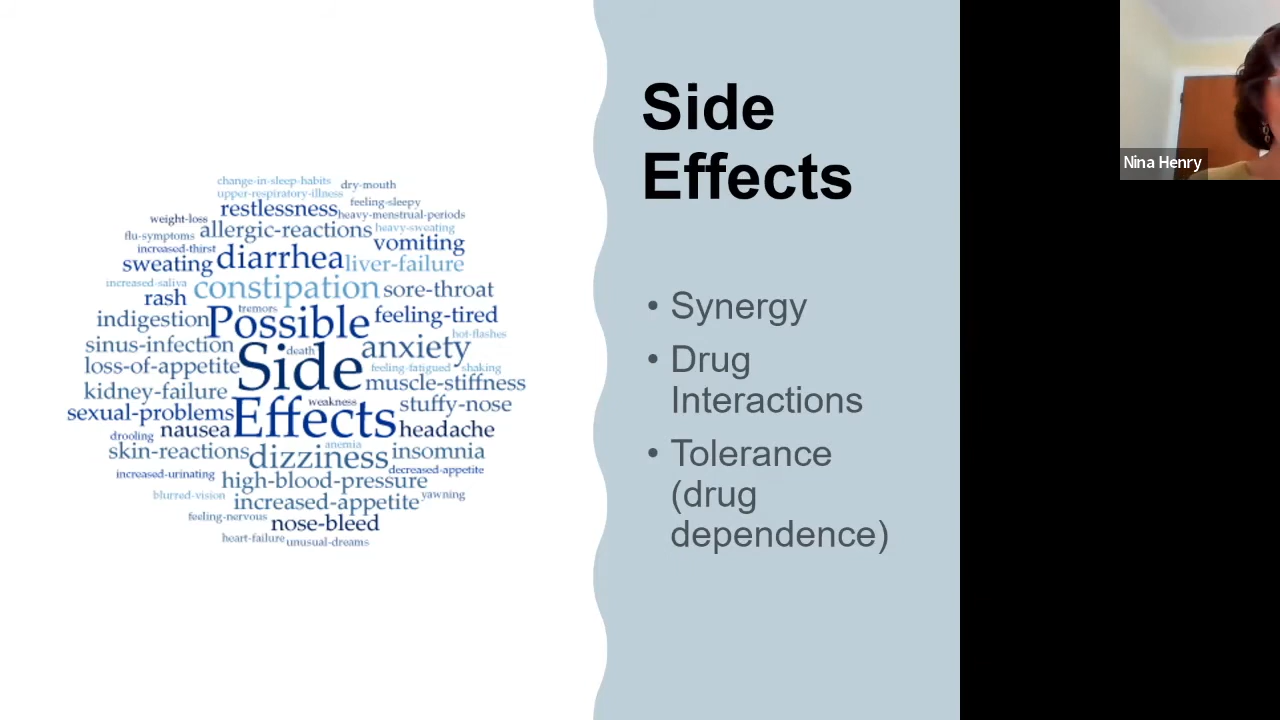 change-in-sleep-habits dry-mouth
upper-respiratory-illness feeling-sleepy
restlessness heavy-menstrual-periods
weight-loss
allergic-reactions heavy-sweating
flu-symptoms vomiting
increased-thirst
sweating diarrhea liver-failure
increased-saliva constipation sore-throat
rash
tremors
indigestion Possible feeling-tired
hot-flashes
sinus-infection death anxiety
loss-of-appetite Side feeling-fatigued shaking
kidney-failure muscle-stiffness
weakness
sexual-problems Effects stuffy-nose
drooling nausea headache
anemia
skin-reactions dizziness insomnia
increased-urinating decreased-appetite
high-blood-pressure
blurred-vision increased-appetite yawning
feeling-nervous nose-bleed
heart-failure unusual-dreams
Side
Effects
• Synergy
• Drug
Interactions
• Tolerance
(drug
dependence)
Nina Henry